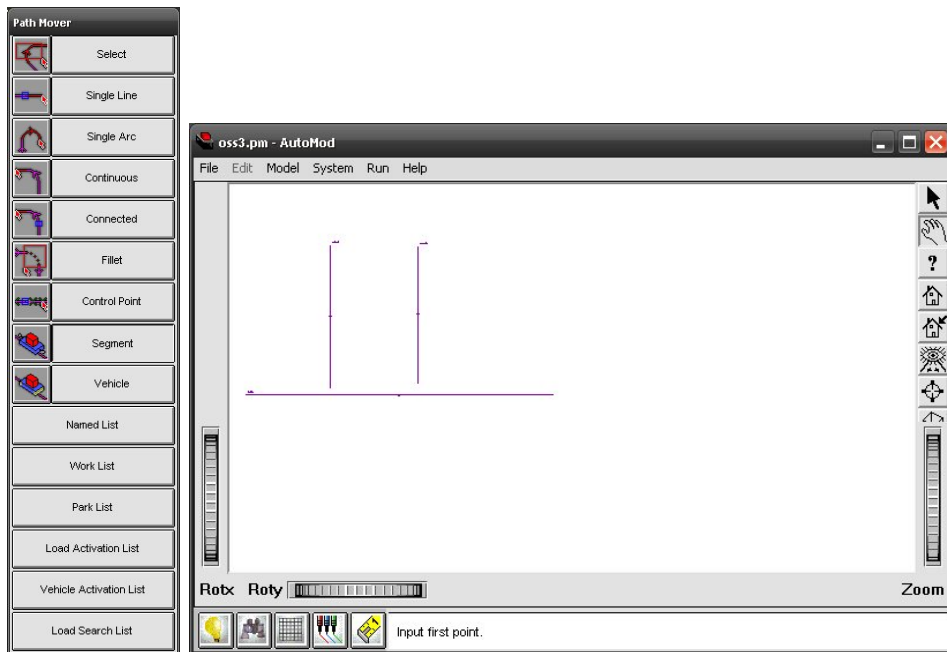 Path Mover
Select
Single Line
Single Arc
Continuous
Connected
Fillet
Control Point
Segment
Vehicle
Named List
Work List
Park List
Load Activation List
Vehicle Activation List
Load Search List
oss3.pm - AutoMod
File Edit Model System Run Help
Rotx Roty Zoom
Input first point.